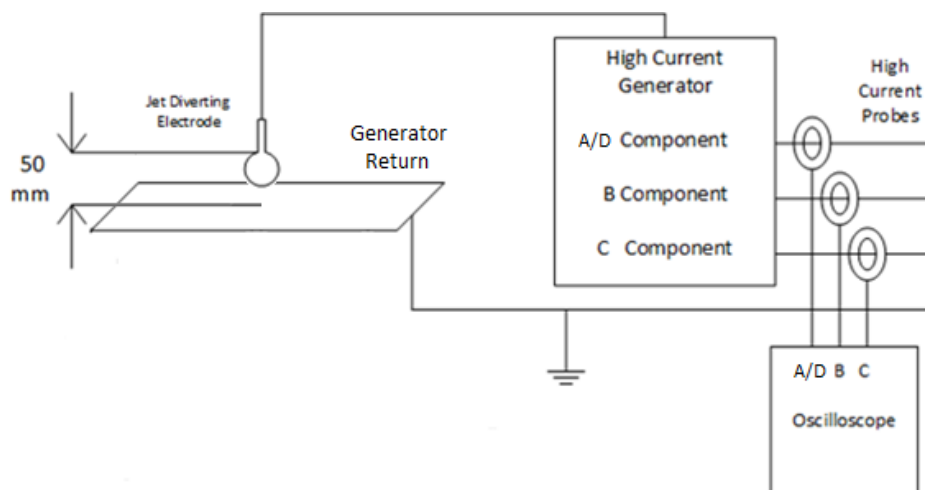 High Current
Generator
High
Current
Probes
Jet Diverting
Electrode
Generator
Return
A/D Component
50
mm
B Component
C Component
A/D B C
Oscilloscope